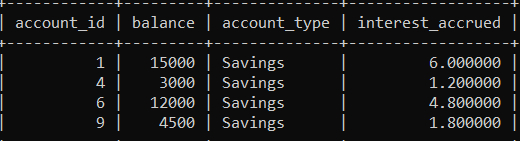 +------------+---------+--------------+------------------+
| account_id | balance | account_type | interest_accrued |
+------------+---------+--------------+------------------+
| 1 | 15000 | Savings | 6.000000 |
| 4 | 3000 | Savings | 1.200000 |
| 6 | 12000 | Savings | 4.800000 |
| 9 | 4500 | Savings | 1.800000 |